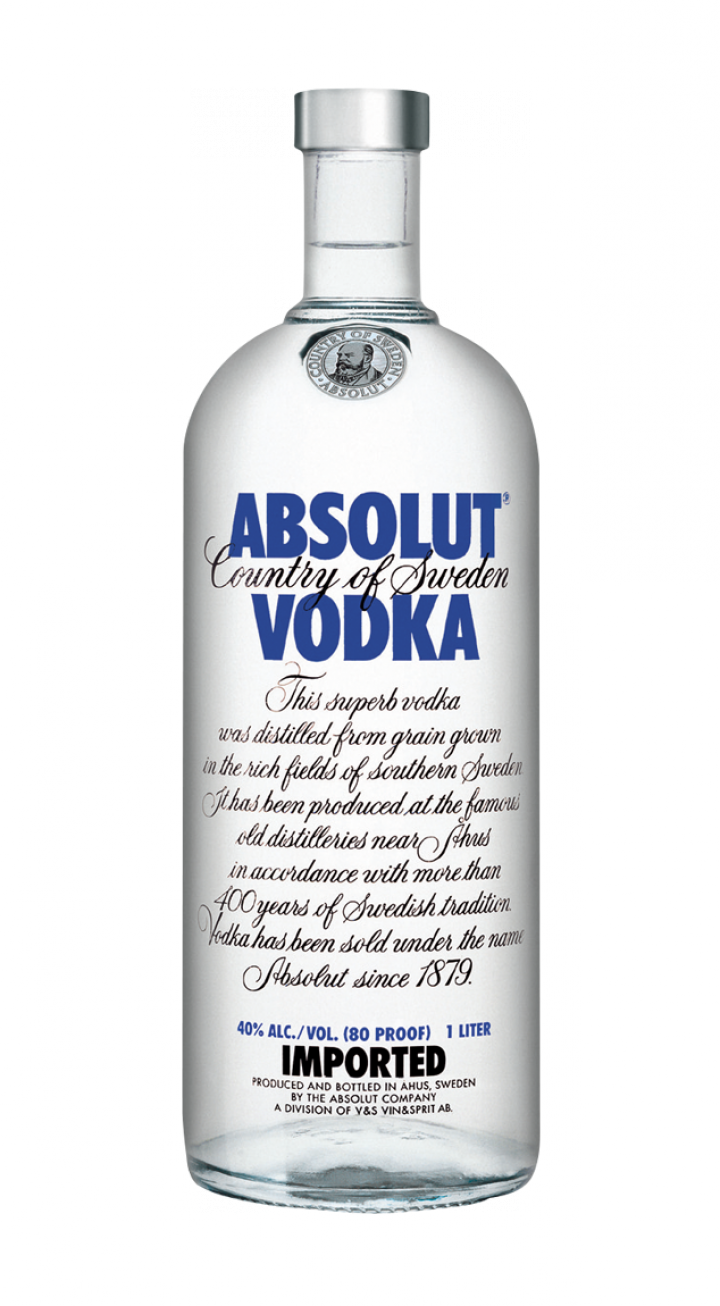 COUNTRY OF SWEDEN
ABSOLUT
ABSOLUT®
Country of Sweden
VODKA
This superb vodka
was distilled from grain grown
in the rich fields of southern Sweden
It has been produced at the famous
old distilleries near Åhus
in accordance with more than
400 years of Swedish tradition.
Vodka has been sold under the name
Absolut since 1879.
40% ALC./VOL. (80 PROOF) 1 LITER
IMPORTED
PRODUCED AND BOTTLED IN ÅHUS, SWEDEN
BY THE ABSOLUT COMPANY
A DIVISION OF V&S VIN&SPRIT AB.